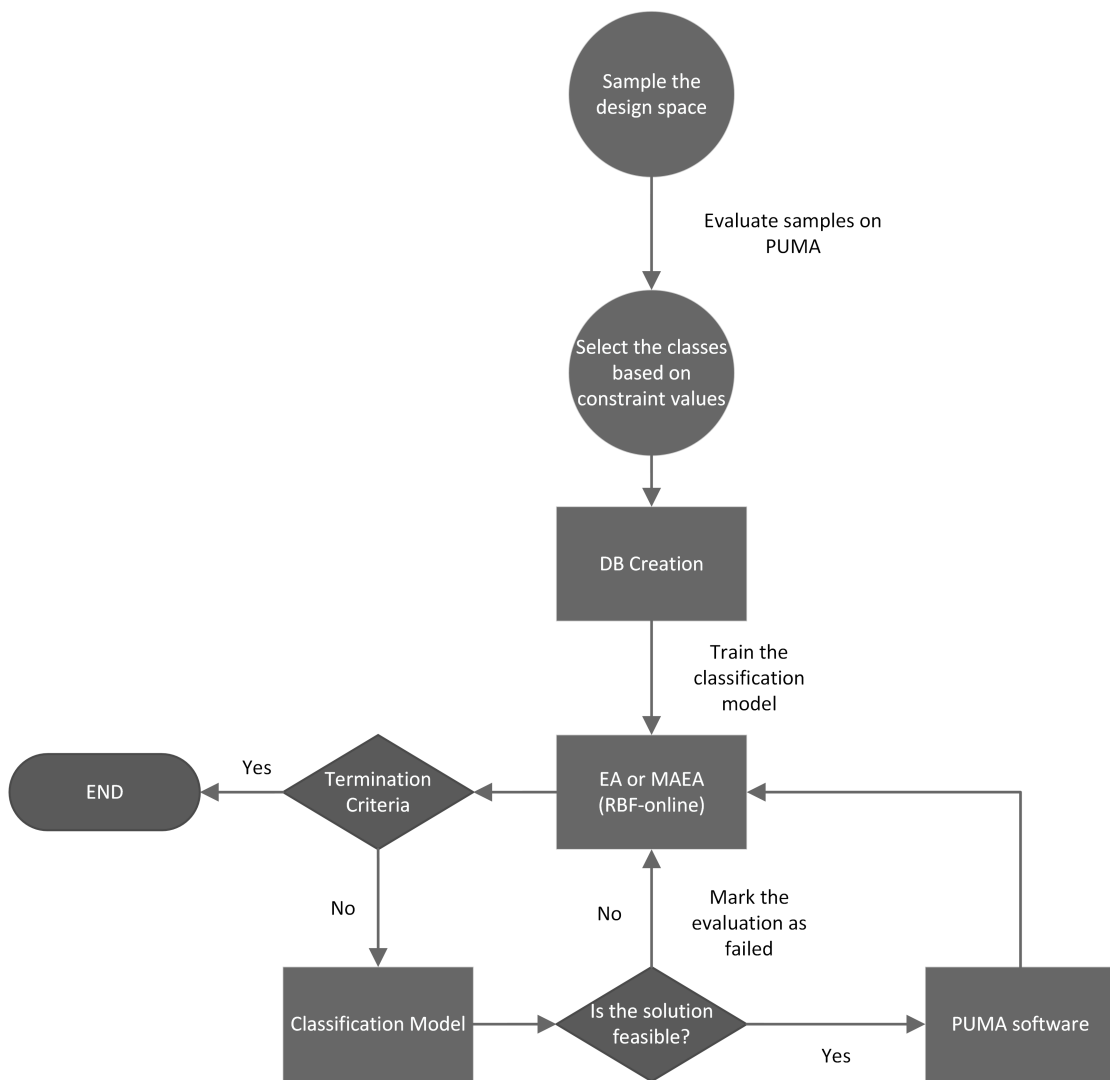 Sample the
design space
Evaluate samples on
PUMA
Select the classes
based on
constraint values
DB Creation
Train the
classification
model
END
Yes
Termination
Criteria
EA or MAEA
(RBF-online)
No
No
Mark the
evaluation as
failed
Classification Model
Is the solution
feasible?
Yes
PUMA software